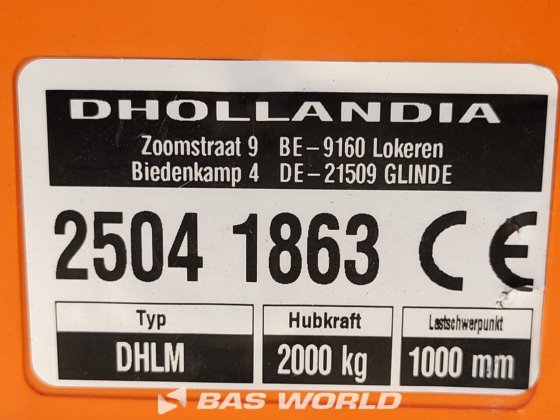 DHOLLANDIA
Zoomstraat 9 BE-9160 Lokeren
Biedenkamp 4 DE-21509 GLINDE
2504 1863 CE
Typ Hubkraft Lastschwerpunkt
DHLM 2000 kg 1000 mm
BAS WORLD